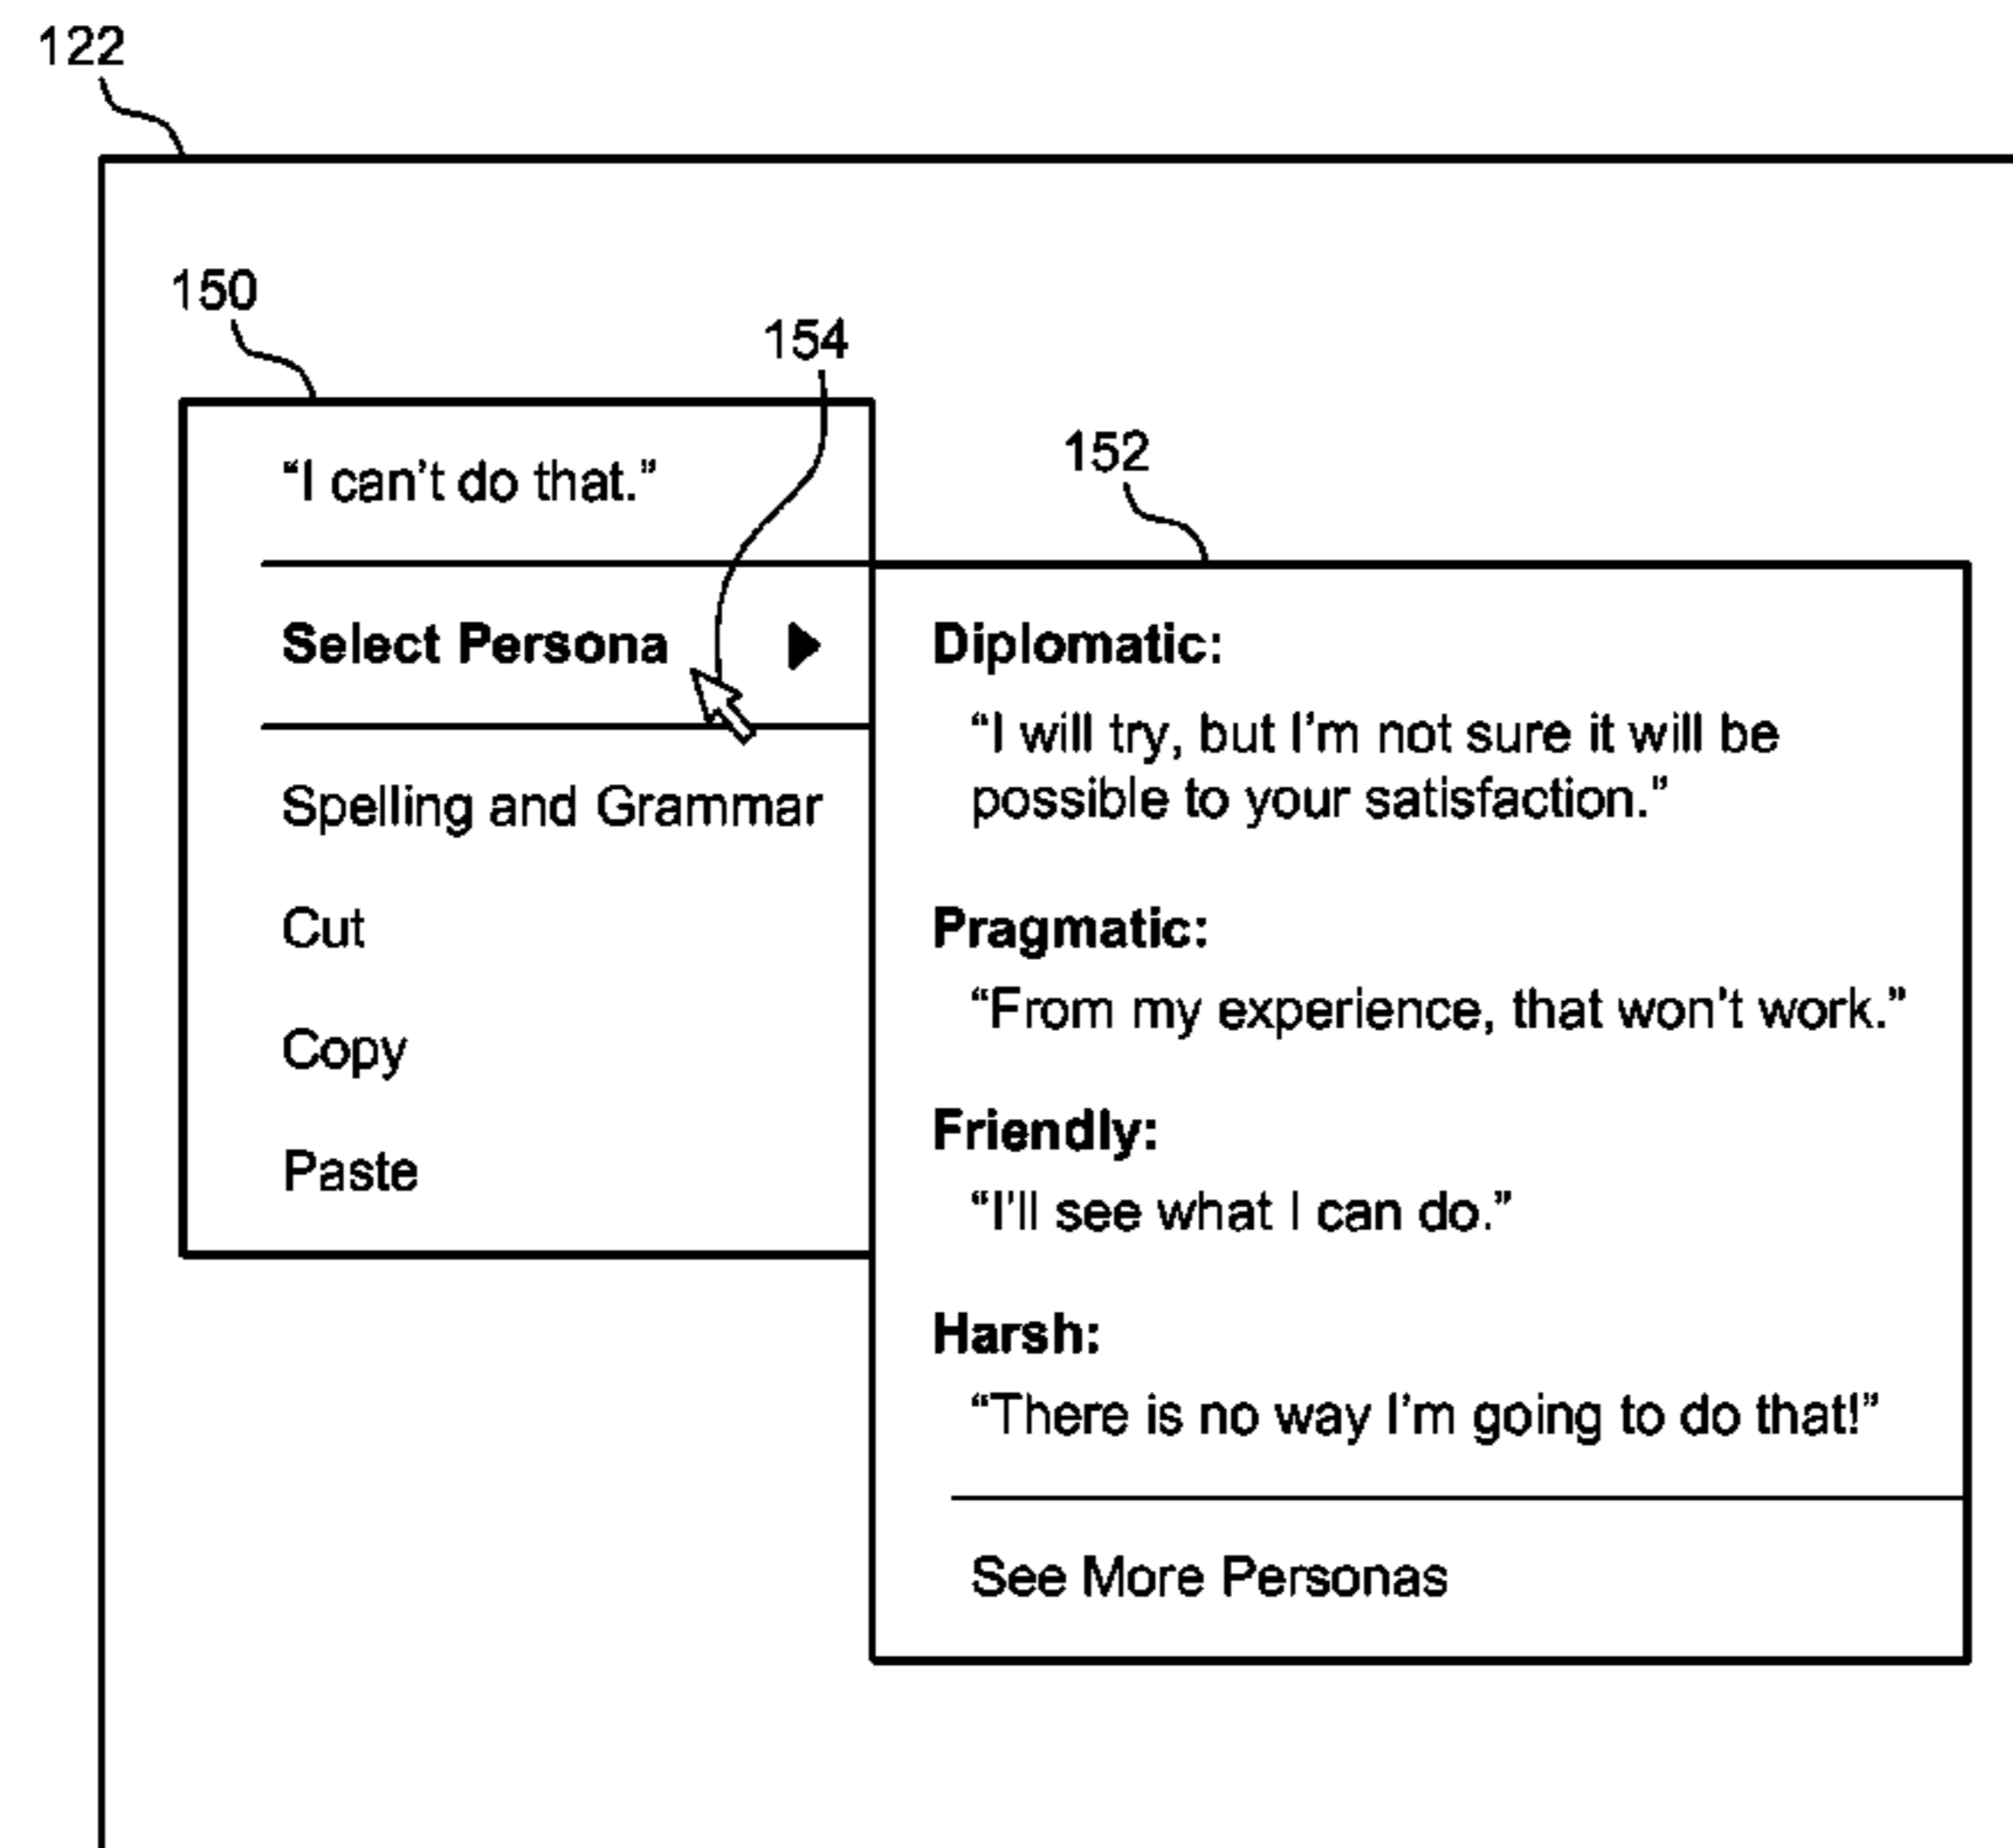 122
150
154
“I can’t do that.”
152
Select Persona
Diplomatic:
“I will try, but I’m not sure it will be
possible to your satisfaction.”
Spelling and Grammar
Cut
Pragmatic:
“From my experience, that won’t work.”
Copy
Friendly:
Paste
“I’ll see what I can do.”
Harsh:
“There is no way I’m going to do that!”
See More Personas